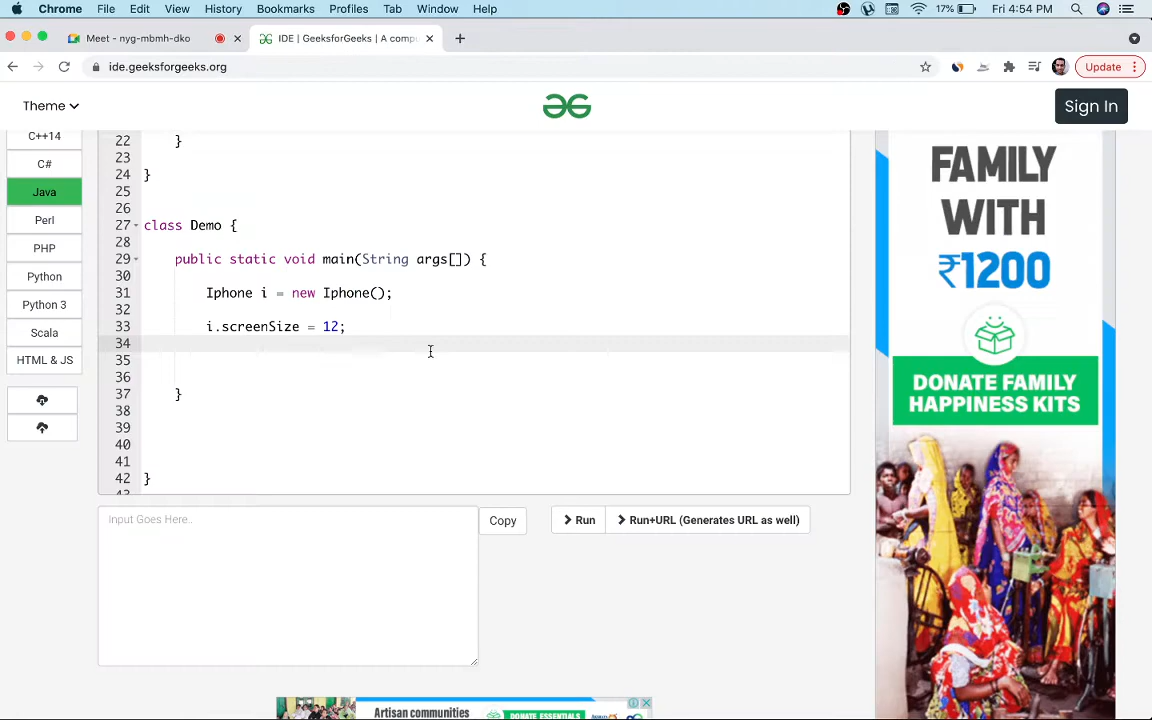 Chrome File Edit View History Bookmarks Profiles Tab Window Help 17% Fri 4:54 PM
Meet - nyg-mbmh-dko
IDE | GeeksforGeeks | A compu
ide.geeksforgeeks.org
Update
Theme
Sign In
C++14
C#
Java
Perl
PHP
Python
Python 3
Scala
HTML & JS
22 }
23
24 }
25
26
27 class Demo {
28
29 public static void main(String args[]) {
30
31 Iphone i = new Iphone();
32
33 i.screenSize = 12;
34
35
36
37 }
38
39
40
41
42 }
43
Input Goes Here..
Copy
Run
Run+URL (Generates URL as well)
FAMILY
WITH
₹1200
DONATE FAMILY
HAPPINESS KITS
Artisan communities
DONATE ESSENTIALS